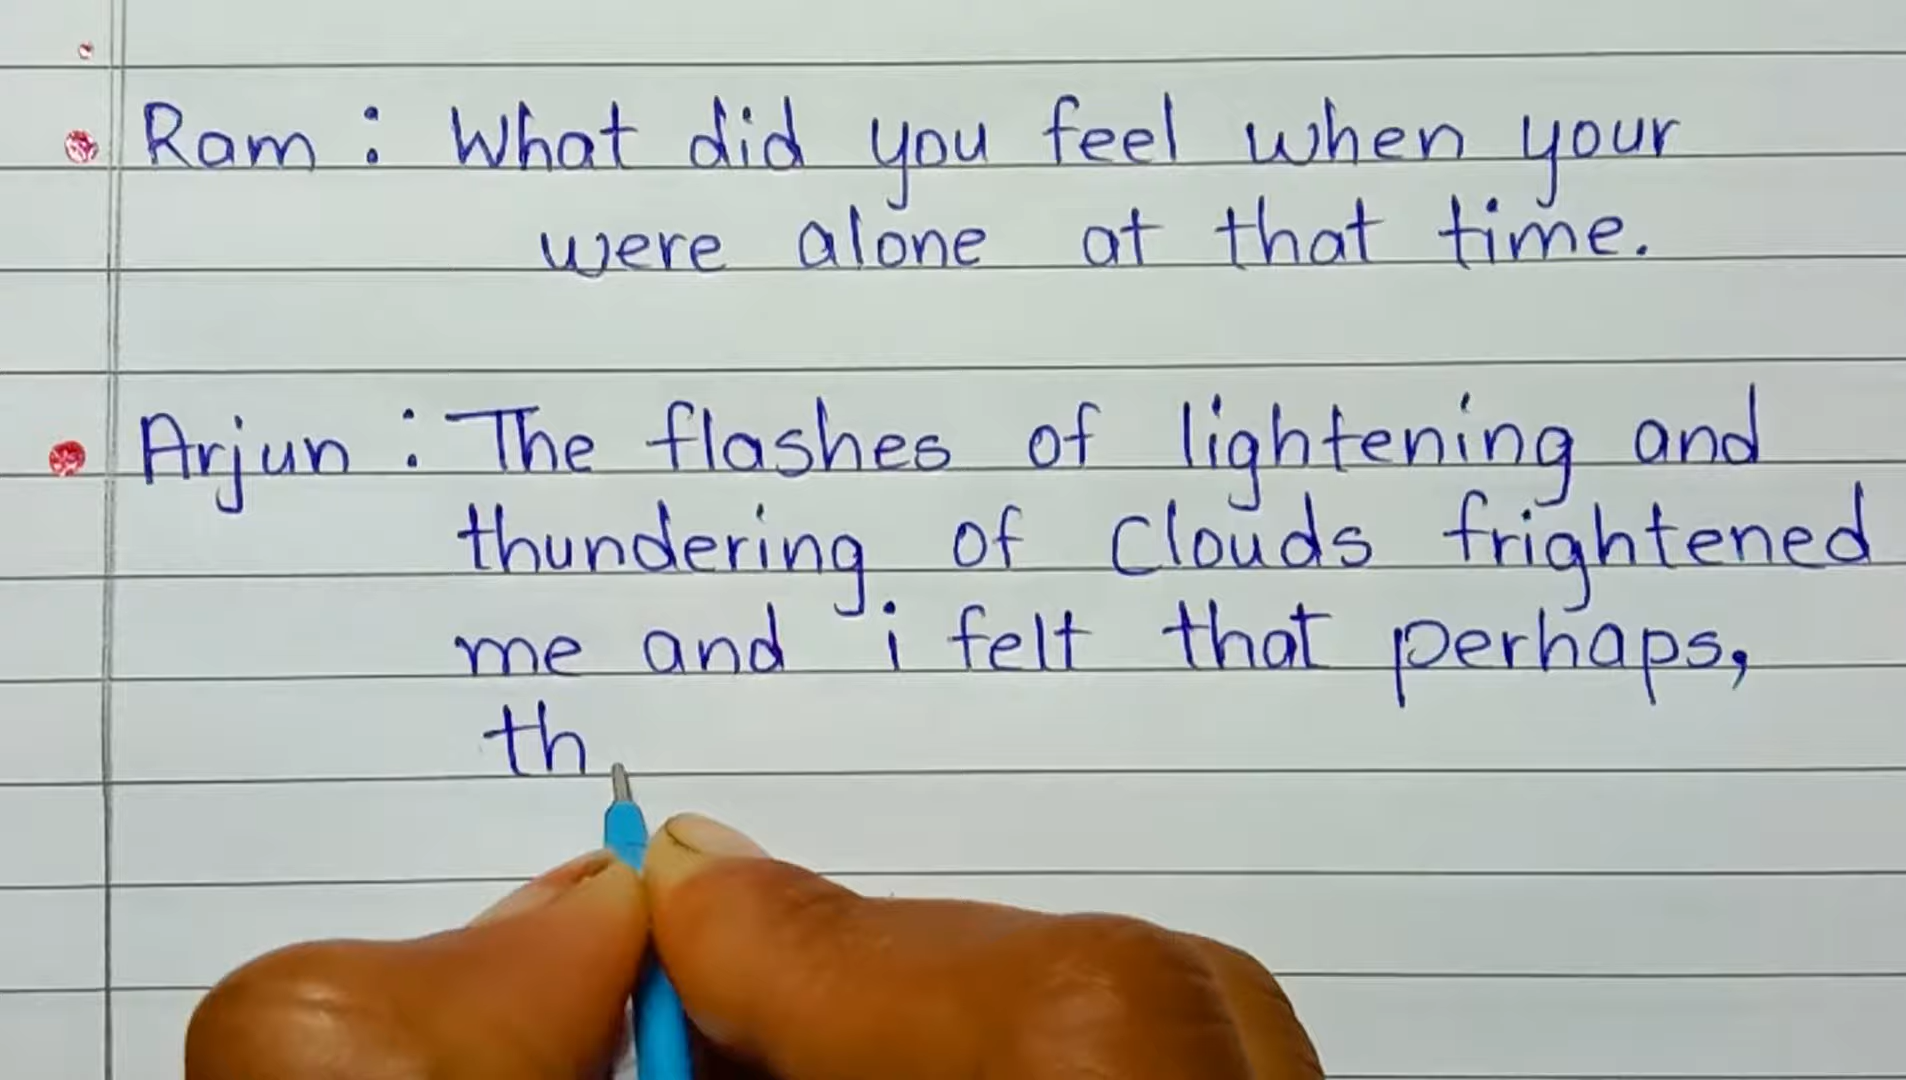 Ram : What did you feel when your
were alone at that time.
Arjun : The flashes of lightening and
thundering of Clouds frightened
me and i felt that perhaps,
th